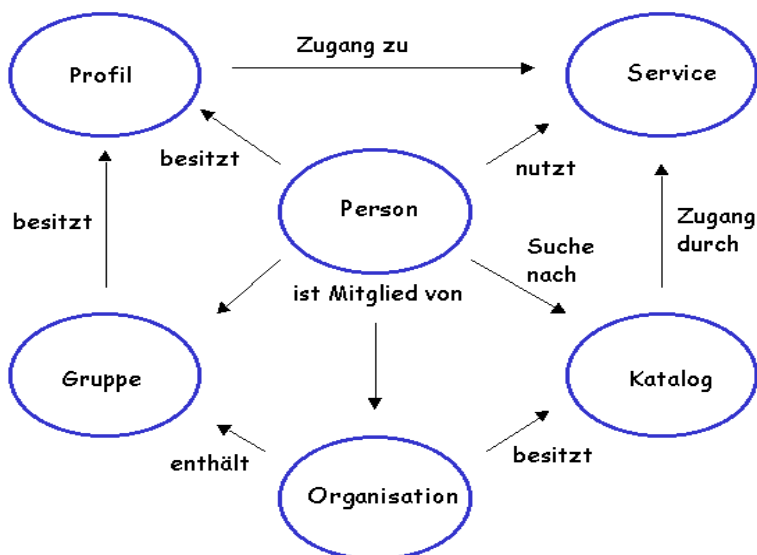 Zugang zu
Profil
Service
besitzt
nutzt
besitzt
Person
Zugang
durch
Suche
nach
ist Mitglied von
Gruppe
Katalog
enthält
besitzt
Organisation